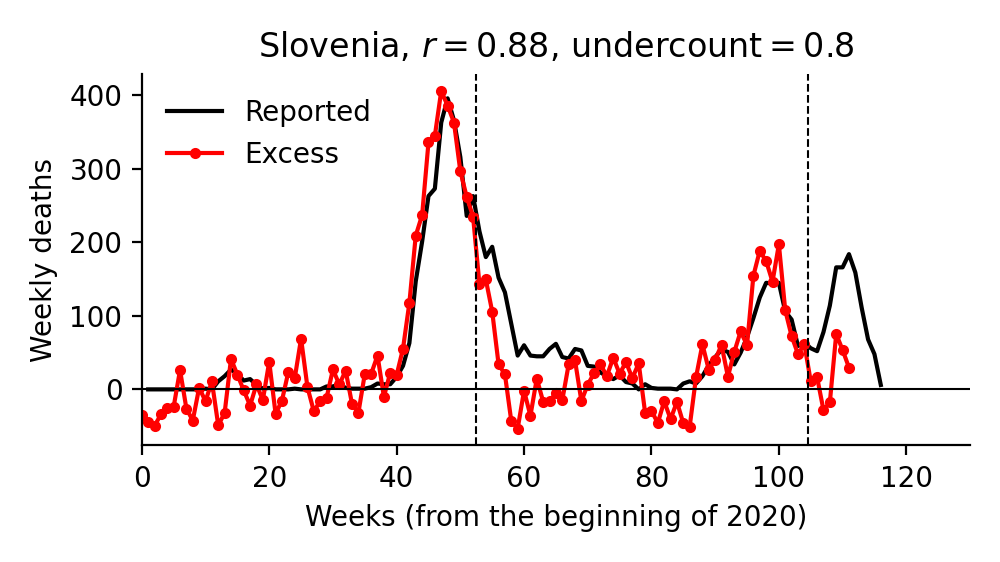 Slovenia, r = 0.88, undercount = 0.8
Reported
Excess
Weekly deaths
400
300
200
100
0
0 20 40 60 80 100 120
Weeks (from the beginning of 2020)